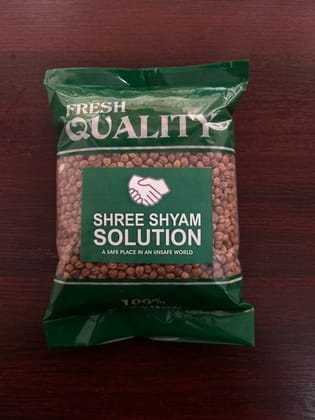 FRESH
QUALITY
SHREE SHYAM
SOLUTION
A SAFE PLACE IN AN UNSAFE WORLD
100%